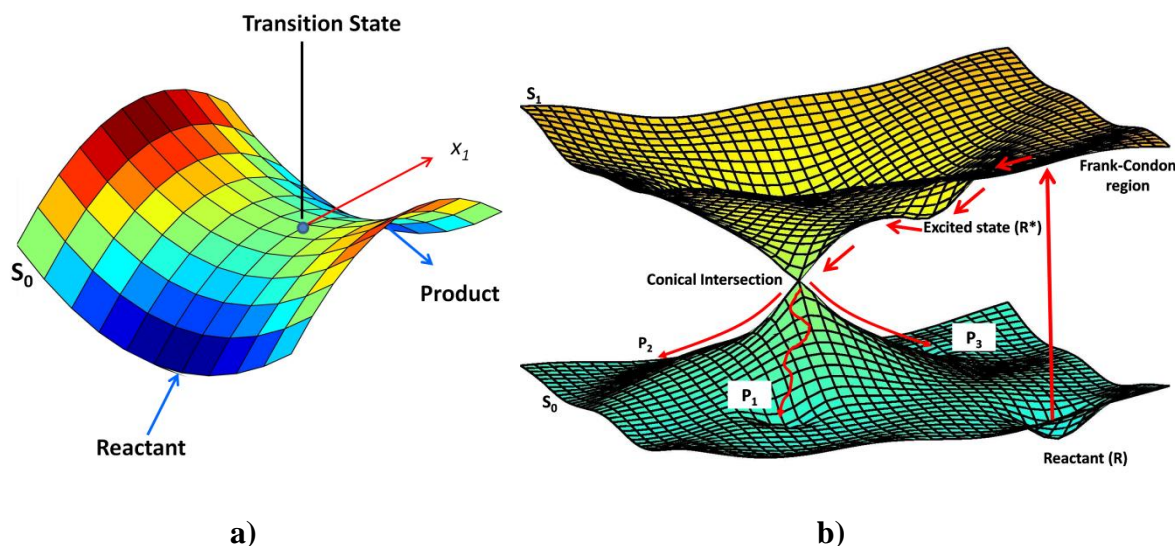 Transition State
x1
S0
Product
Reactant
a)
S1
Frank-Condon
region
Excited state (R*)
Conical Intersection
P2
P3
P1
S0
Reactant (R)
b)